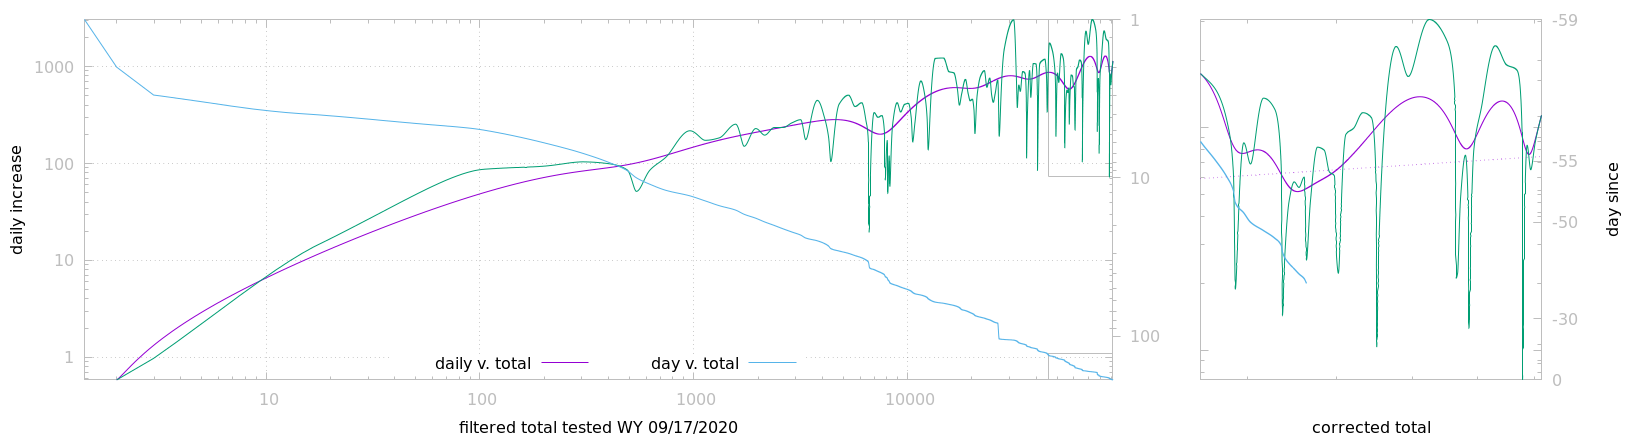 1000
100
10
1
daily increase
10
100
1000
10000
filtered total tested WY 09/17/2020
daily v. total
day v. total
1
10
100
corrected total
-59
-55
-50
-30
0
day since